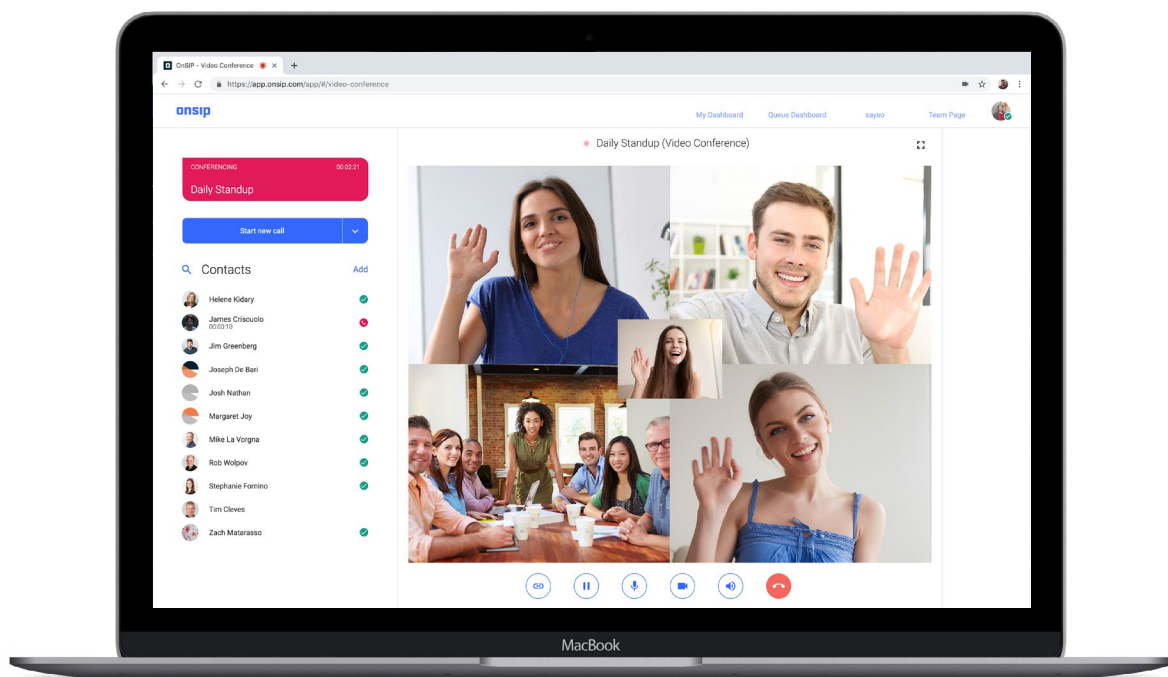 OnSIP - Video Conference
https://app.onsip.com/app/#/video-conference
onsip
My Dashboard Queue Dashboard sayso Team Page
Daily Standup (Video Conference)
CONFERENCING 00:02:21
Daily Standup
Start new call
Contacts Add
Helene Kidary
James Criscuolo
00:03:10
Jim Greenberg
Joseph De Bari
Josh Nathan
Margaret Joy
Mike La Vorgna
Rob Wolpov
Stephanie Fornino
Tim Cleves
Zach Matarasso
MacBook